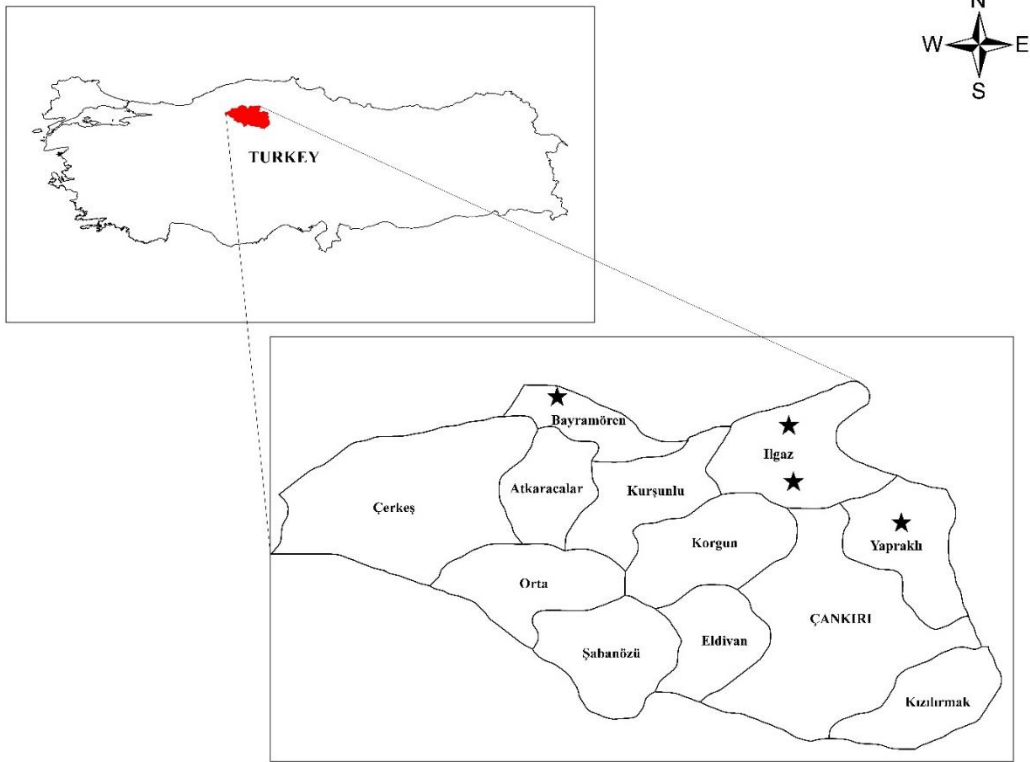 N
W E
S
TURKEY
Bayramören
Ilgaz
Atkaracalar
Kurşunlu
Çerkeş
Korgun
Yapraklı
Orta
ÇANKIRI
Eldivan
Şabanözü
Kızılırmak